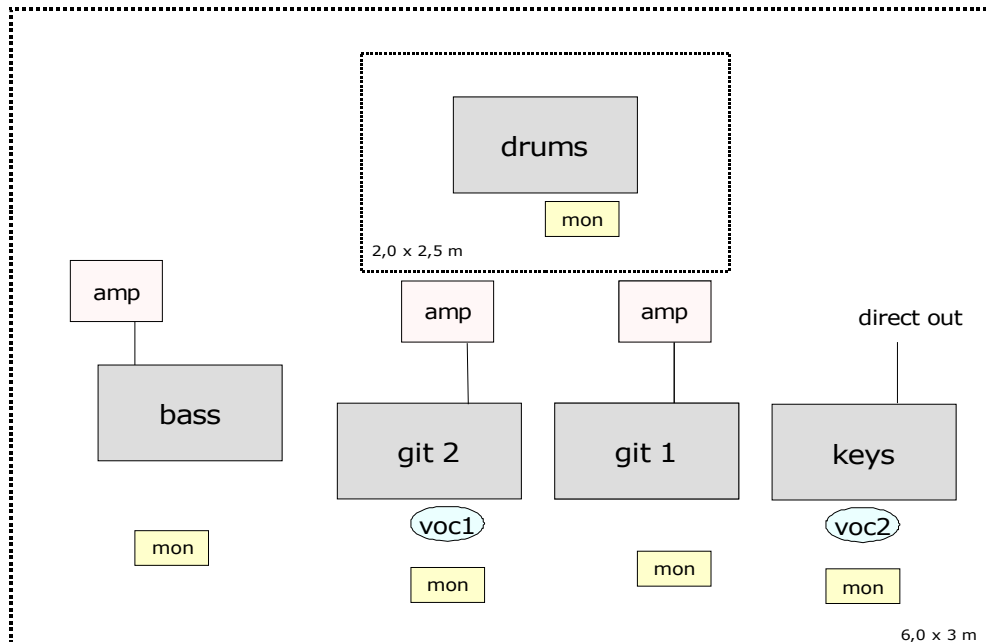 drums
mon
2,0 x 2,5 m
amp
amp
amp
direct out
bass
git 2
git 1
keys
voc1
voc2
mon
mon
mon
mon
6,0 x 3 m